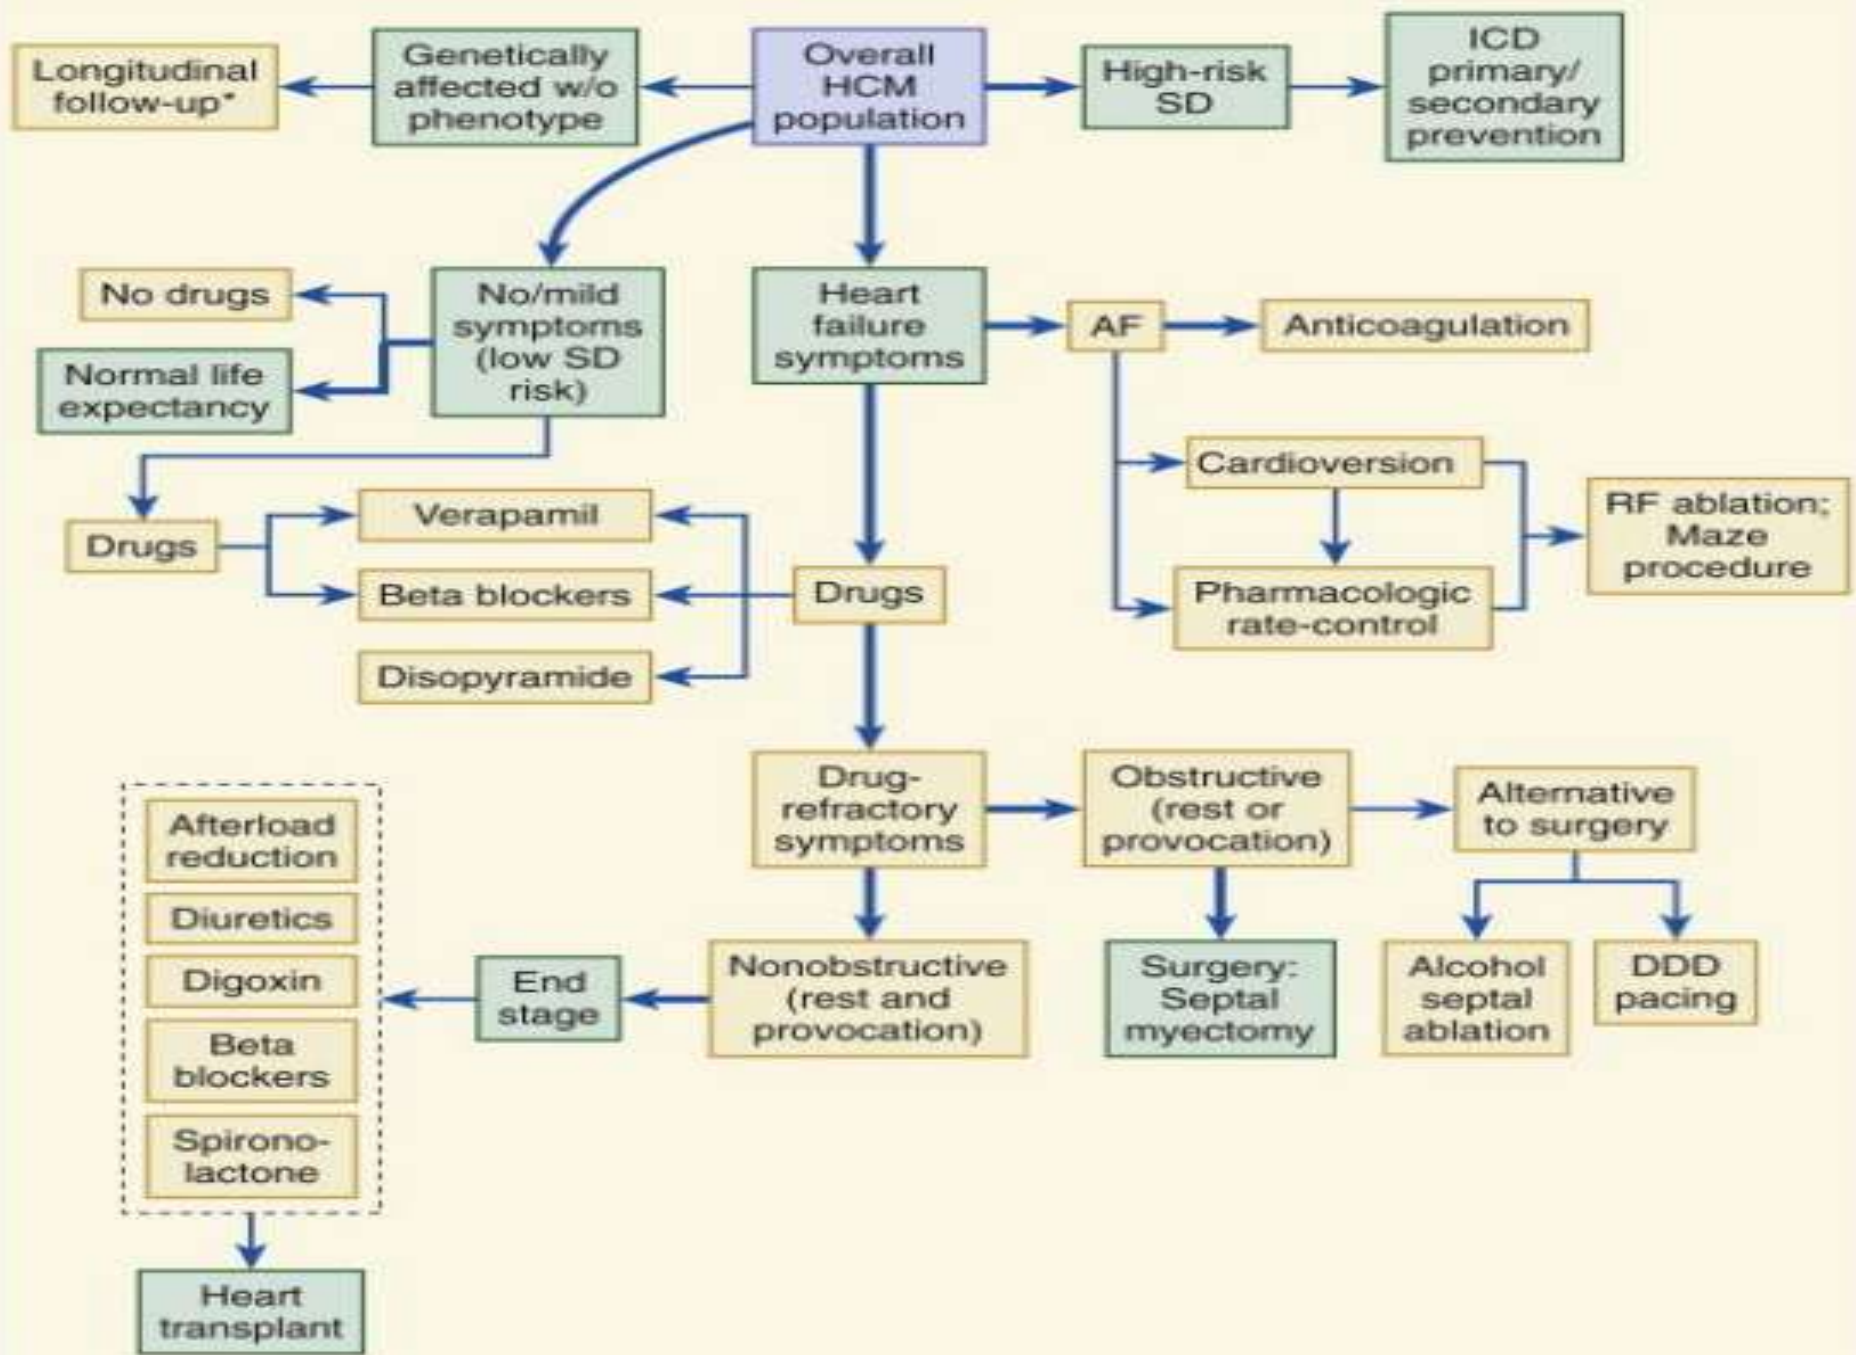 Longitudinal
follow-up*
Genetically
affected w/o
phenotype
Overall
HCM
population
High-risk
SD
ICD
primary/
secondary
prevention
No drugs
Normal life
expectancy
No/mild
symptoms
(low SD
risk)
Heart
failure
symptoms
AF
Anticoagulation
Cardioversion
Pharmacologic
rate-control
RF ablation;
Maze
procedure
Drugs
Verapamil
Beta blockers
Disopyramide
Drugs
Drug-
refractory
symptoms
Obstructive
(rest or
provocation)
Alternative
to surgery
Afterload
reduction
Diuretics
Digoxin
Beta
blockers
Spirono-
lactone
End
stage
Nonobstructive
(rest and
provocation)
Surgery:
Septal
myectomy
Alcohol
septal
ablation
DDD
pacing
Heart
transplant